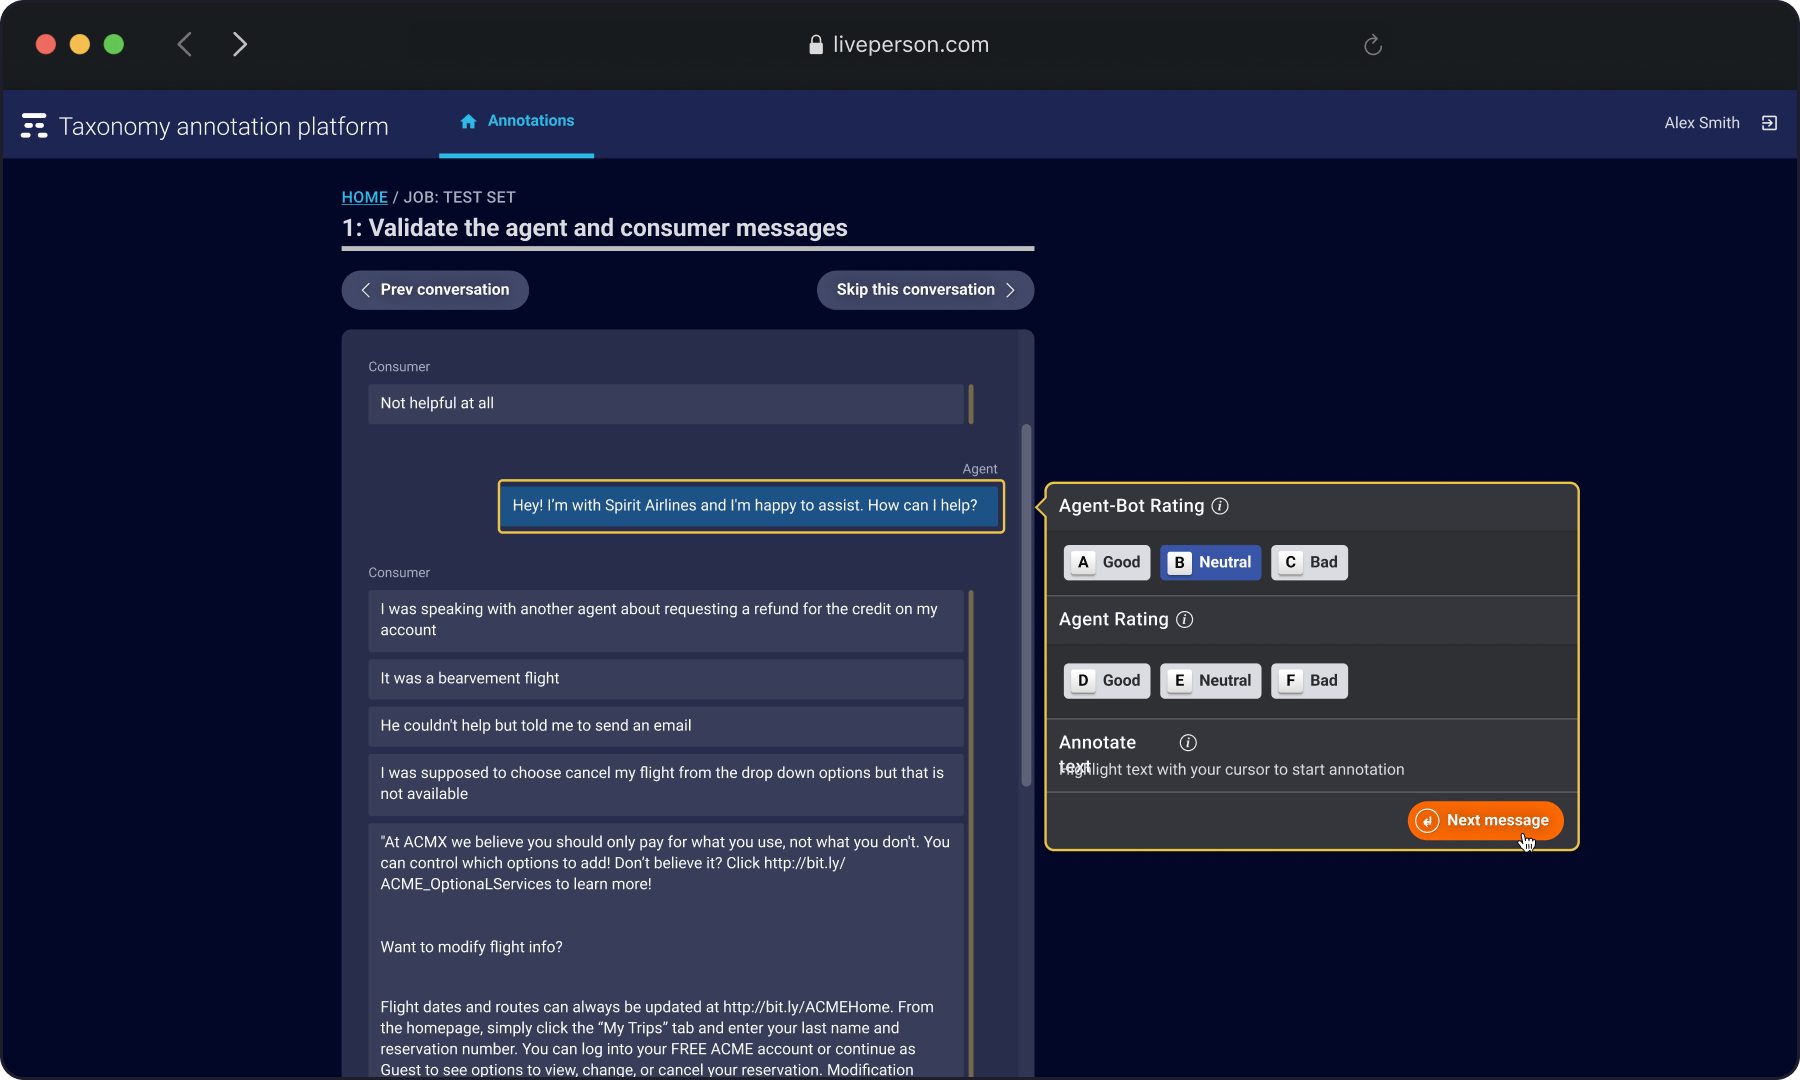 liveperson.com
Taxonomy annotation platform
Annotations
Alex Smith
HOME / JOB: TEST SET
1: Validate the agent and consumer messages
Prev conversation
Skip this conversation
Consumer
Not helpful at all
Agent
Hey! I’m with Spirit Airlines and I'm happy to assist. How can I help?
Consumer
I was speaking with another agent about requesting a refund for the credit on my
account
It was a bearvement flight
He couldn't help but told me to send an email
I was supposed to choose cancel my flight from the drop down options but that is
not available
"At ACMX we believe you should only pay for what you use, not what you don't. You
can control which options to add! Don’t believe it? Click http://bit.ly/
ACME_OptionaLServices to learn more!
Want to modify flight info?
Flight dates and routes can always be updated at http://bit.ly/ACMEHome. From
the homepage, simply click the “My Trips” tab and enter your last name and
reservation number. You can log into your FREE ACME account or continue as
Guest to see options to view, change, or cancel your reservation. Modification
Agent-Bot Rating
A Good B Neutral C Bad
Agent Rating
D Good E Neutral F Bad
Annotate
text
Highlight text with your cursor to start annotation
Next message